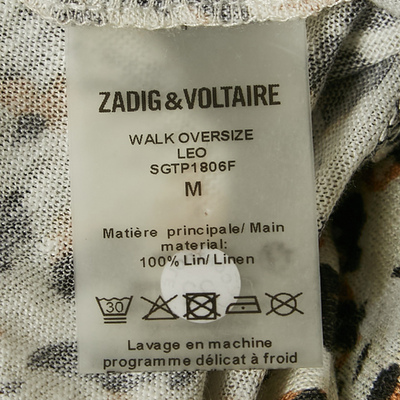 ZADIG & VOLTAIRE
WALK OVERSIZE
LEO
SGTP1806F
M
Matière principale/ Main
material:
100% Lin/ Linen
30
Lavage en machine
programme délicat à froid